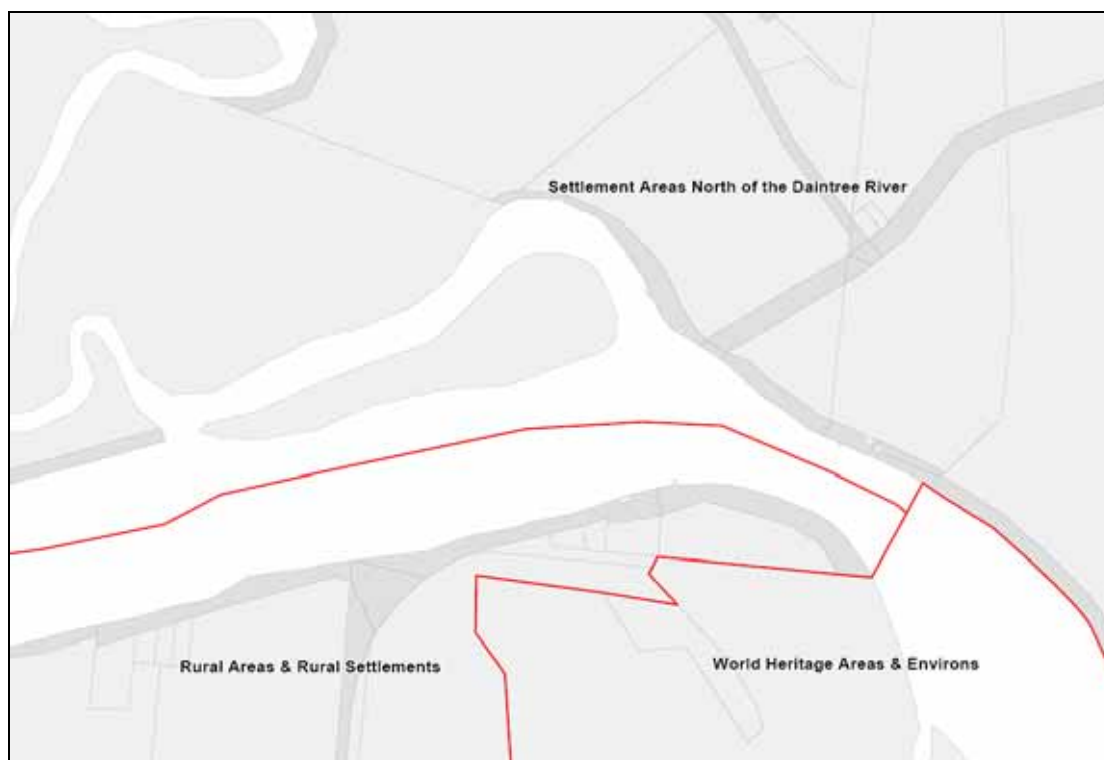 Settlement Areas North of the Daintree River
Rural Areas & Rural Settlements
World Heritage Areas & Environs